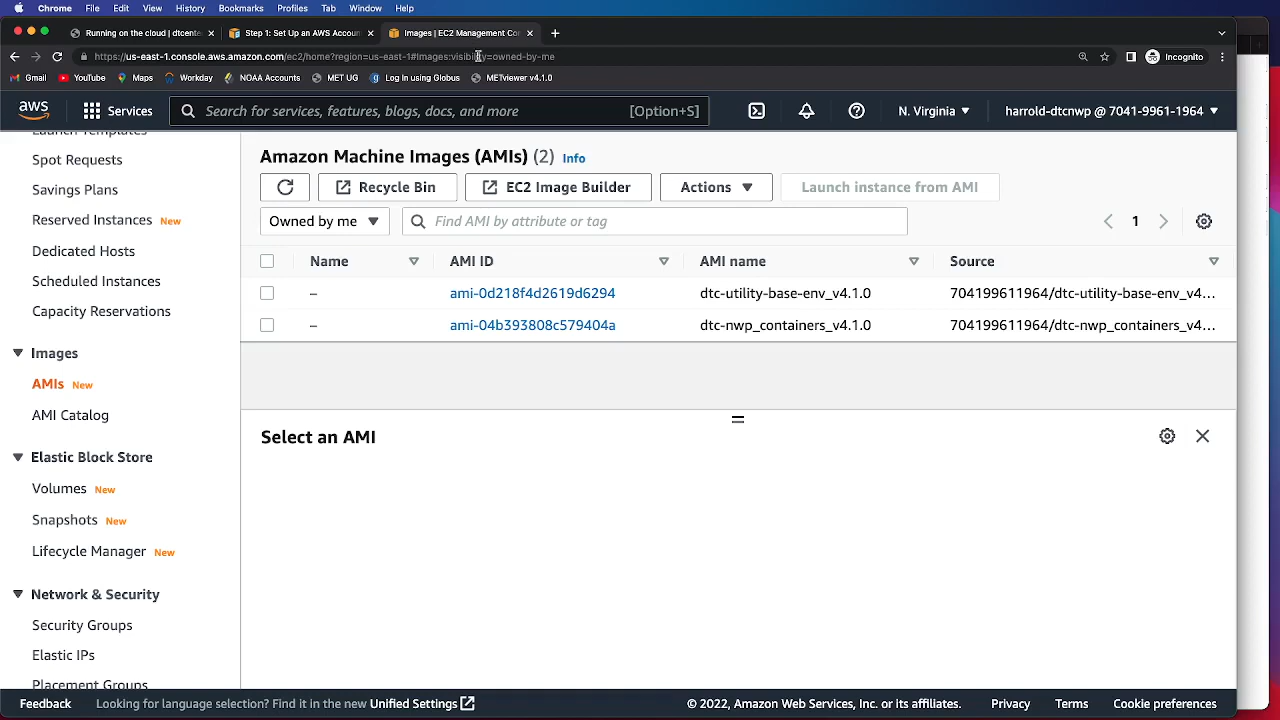 Chrome File Edit View History Bookmarks Profiles Tab Window Help
Running on the cloud | dtcente Step 1: Set Up an AWS Accoun Images | EC2 Management Con
https://us-east-1.console.aws.amazon.com/ec2/home?region=us-east-1#Images:visibility=owned-by-me Incognito
Gmail YouTube Maps Workday NOAA Accounts MET UG Log In using Globus METViewer v4.1.0
aws Services Search for services, features, blogs, docs, and more [Option+S] N. Virginia harrold-dtcnwp @ 7041-9961-1964
Launch Templates
Spot Requests
Savings Plans
Reserved Instances New
Dedicated Hosts
Scheduled Instances
Capacity Reservations
Images
AMIs New
AMI Catalog
Elastic Block Store
Volumes New
Snapshots New
Lifecycle Manager New
Network & Security
Security Groups
Elastic IPs
Placement Groups
Amazon Machine Images (AMIs) (2) Info
Recycle Bin EC2 Image Builder Actions Launch instance from AMI
Owned by me Find AMI by attribute or tag 1
Name AMI ID AMI name Source
– ami-0d218f4d2619d6294 dtc-utility-base-env_v4.1.0 704199611964/dtc-utility-base-env_v4...
– ami-04b393808c579404a dtc-nwp_containers_v4.1.0 704199611964/dtc-nwp_containers_v4...
Select an AMI
Feedback Looking for language selection? Find it in the new Unified Settings © 2022, Amazon Web Services, Inc. or its affiliates. Privacy Terms Cookie preferences